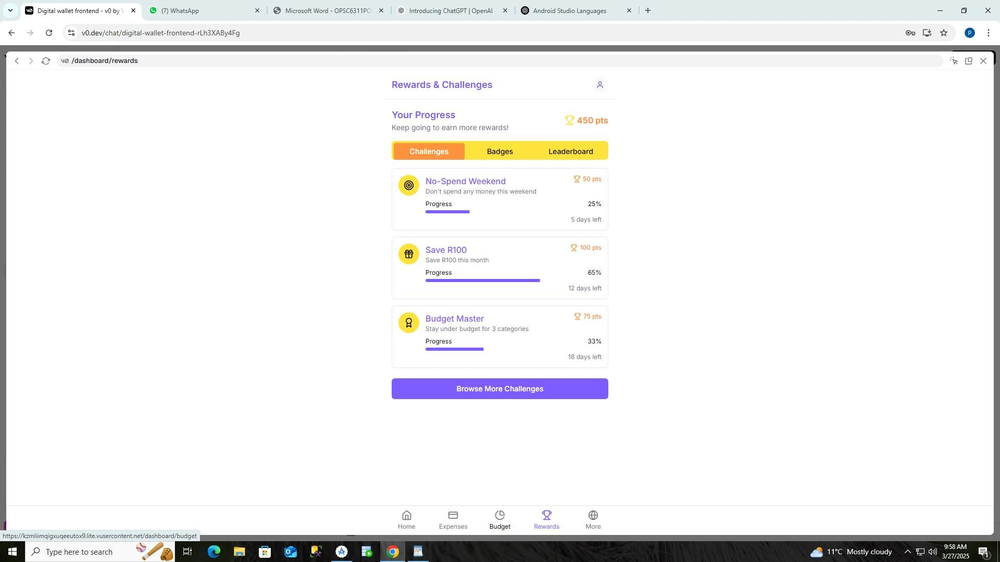 Digital wallet frontend - v0 by V
(7) WhatsApp
Microsoft Word - OPSC6311PO
Introducing ChatGPT | OpenAI
Android Studio Languages
v0.dev/chat/digital-wallet-frontend-rLh3XABy4Fg
p
/dashboard/rewards
Rewards & Challenges
Your Progress
Keep going to earn more rewards!
450 pts
Challenges
Badges
Leaderboard
No-Spend Weekend
50 pts
Don't spend any money this weekend
Progress
25%
5 days left
Save R100
100 pts
Save R100 this month
Progress
65%
12 days left
Budget Master
75 pts
Stay under budget for 3 categories
Progress
33%
18 days left
Browse More Challenges
Home
Expenses
Budget
Rewards
More
https://kzmliimqigxuqeeutox9.lite.vusercontent.net/dashboard/budget
Type here to search
11°C Mostly cloudy
9:58 AM
3/27/2025
1